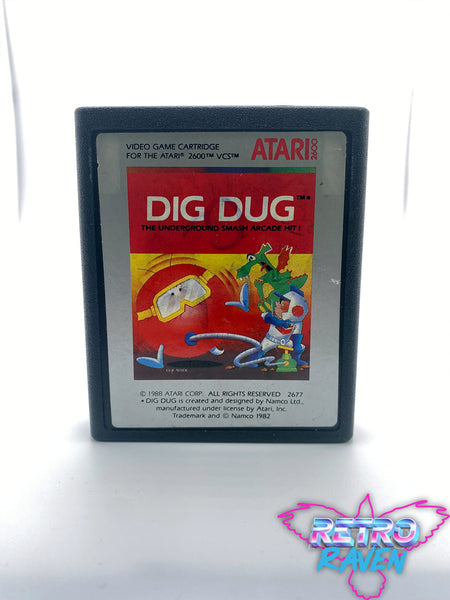 VIDEO GAME CARTRIDGE
FOR THE ATARI® 2600™ VCS™
ATARI® 2600
DIG DUG™*
THE UNDERGROUND SMASH ARCADE HIT!
© 1988 ATARI CORP. ALL RIGHTS RESERVED 2677
* DIG DUG is created and designed by Namco Ltd.,
manufactured under license by Atari, Inc.
Trademark and © Namco 1982
RETRO
RAVEN